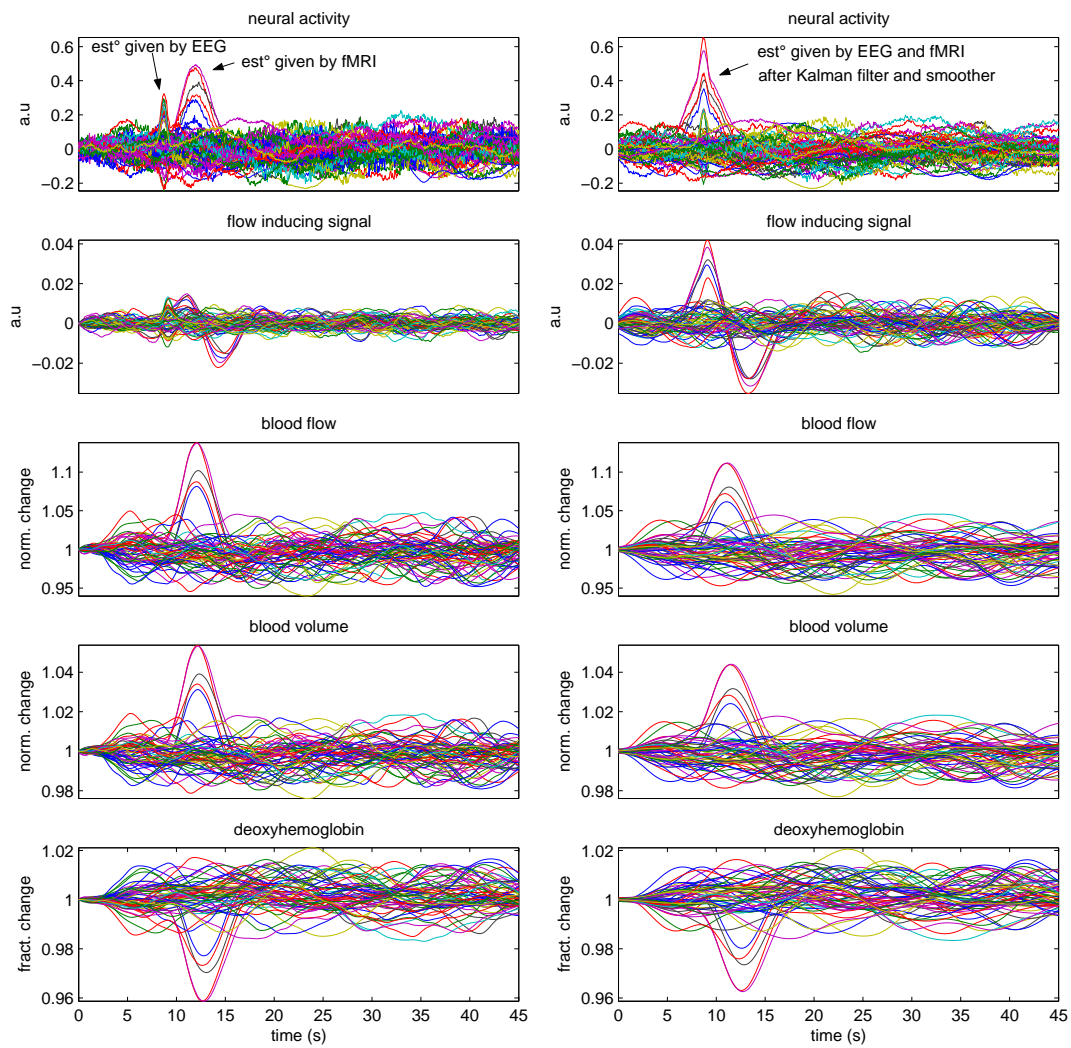 neural activity
est° given by EEG
est° given by fMRI
0.6
0.4
0.2
0
−0.2
a.u
neural activity
est° given by EEG and fMRI
after Kalman filter and smoother
0.6
0.4
0.2
0
−0.2
a.u
flow inducing signal
0.04
0.02
0
−0.02
a.u
flow inducing signal
0.04
0.02
0
−0.02
a.u
blood flow
1.1
1.05
1
0.95
norm. change
blood flow
1.1
1.05
1
0.95
norm. change
blood volume
1.04
1.02
1
0.98
norm. change
blood volume
1.04
1.02
1
0.98
norm. change
deoxyhemoglobin
1.02
1
0.98
0.96
fract. change
0 5 10 15 20 25 30 35 40 45
time (s)
deoxyhemoglobin
1.02
1
0.98
0.96
fract. change
0 5 10 15 20 25 30 35 40 45
time (s)